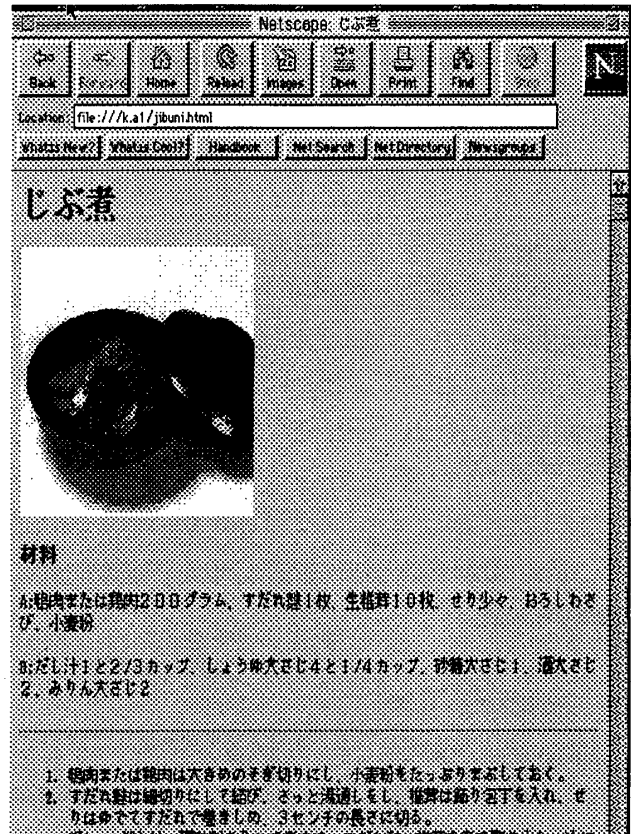 Netscape: じぶ煮
Back Home Reload Images Open Print Find
N
Location: file:///k.a1/jibuni.html
What's New? What's Cool? Handbook Net Search Net Directory Newsgroups
じぶ煮
材料
A:鴨肉または鶏肉200グラム、すだれ麩1枚、生椎茸10枚、せり少々、おろしわさ
び、小麦粉
B:だし汁1と2/3カップ、しょうゆ大さじ4と1/4カップ、砂糖大さじ1、酒大さじ
2、みりん大さじ2
1. 鴨肉または鶏肉は大きめのそぎ切りにし、小麦粉をたっぷりまぶしておく。
2. すだれ麩は細切りにして結び、さっと湯通しをし、椎茸は飾り包丁を入れ、せ
りはゆでてすだれで巻きしめ、3センチの長さに切る。